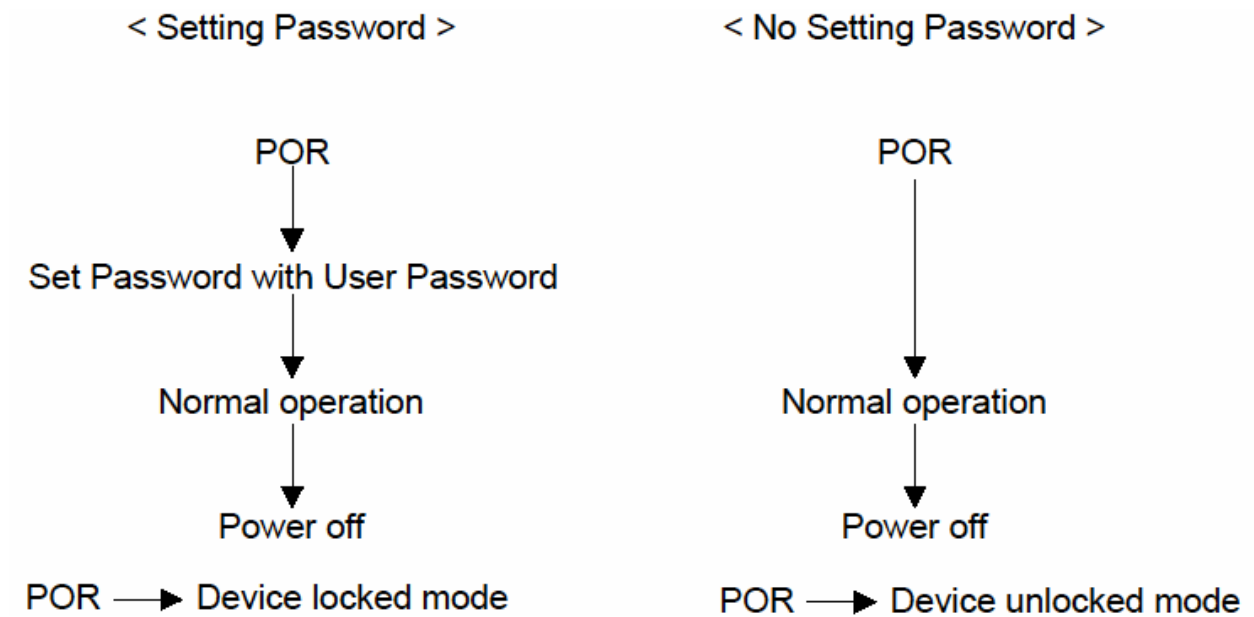 < Setting Password >
POR
Set Password with User Password
Normal operation
Power off
POR Device locked mode
< No Setting Password >
POR
Normal operation
Power off
POR Device unlocked mode